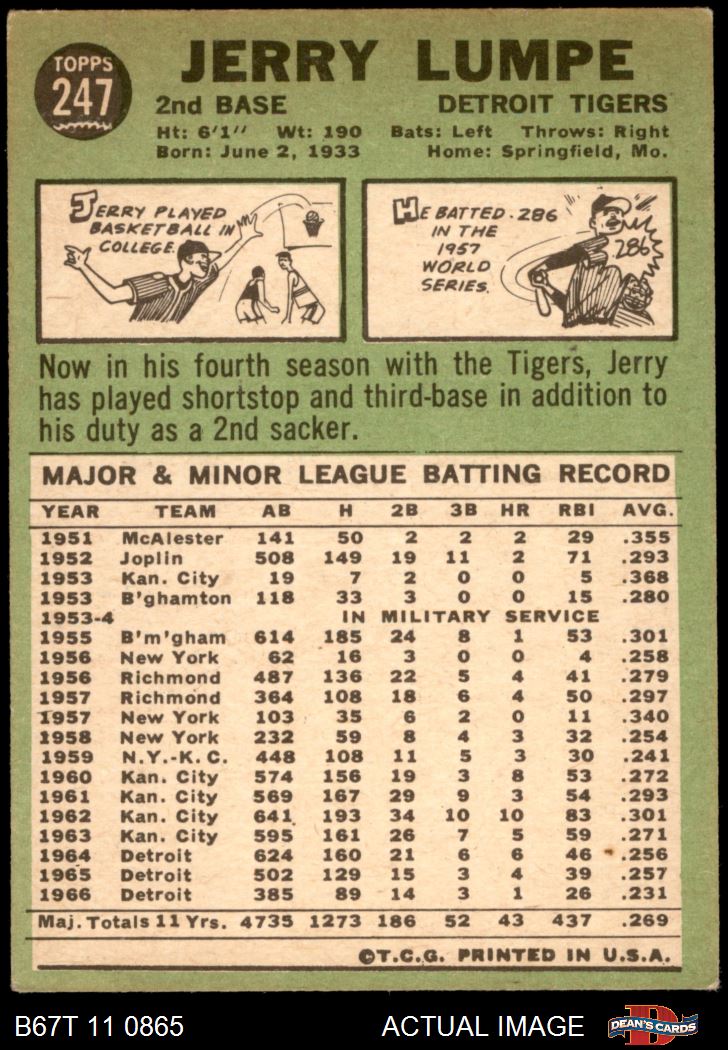 TOPPS
247
JERRY LUMPE
2nd BASE DETROIT TIGERS
Ht: 6'1" Wt: 190 Bats: Left Throws: Right
Born: June 2, 1933 Home: Springfield, Mo.
JERRY PLAYED
BASKETBALL IN
COLLEGE.
HE BATTED .286
IN THE
1957
WORLD
SERIES.
286
Now in his fourth season with the Tigers, Jerry
has played shortstop and third-base in addition to
his duty as a 2nd sacker.
MAJOR & MINOR LEAGUE BATTING RECORD
YEAR TEAM AB H 2B 3B HR RBI AVG.
1951 McAlester 141 50 2 2 2 29 .355
1952 Joplin 508 149 19 11 2 71 .293
1953 Kan. City 19 7 2 0 0 5 .368
1953 B'ghamton 118 33 3 0 0 15 .280
1953-4 IN MILITARY SERVICE
1955 B'm'gham 614 185 24 8 1 53 .301
1956 New York 62 16 3 0 0 4 .258
1956 Richmond 487 136 22 5 4 41 .279
1957 Richmond 364 108 18 6 4 50 .297
1957 New York 103 35 6 2 0 11 .340
1958 New York 232 59 8 4 3 32 .254
1959 N.Y.-K.C. 448 108 11 5 3 30 .241
1960 Kan. City 574 156 19 3 8 53 .272
1961 Kan. City 569 167 29 9 3 54 .293
1962 Kan. City 641 193 34 10 10 83 .301
1963 Kan. City 595 161 26 7 5 59 .271
1964 Detroit 624 160 21 6 6 46 .256
1965 Detroit 502 129 15 3 4 39 .257
1966 Detroit 385 89 14 3 1 26 .231
Maj. Totals 11 Yrs. 4735 1273 186 52 43 437 .269
©T.C.G. PRINTED IN U.S.A.
B67T 11 0865 ACTUAL IMAGE DEAN'S CARDS